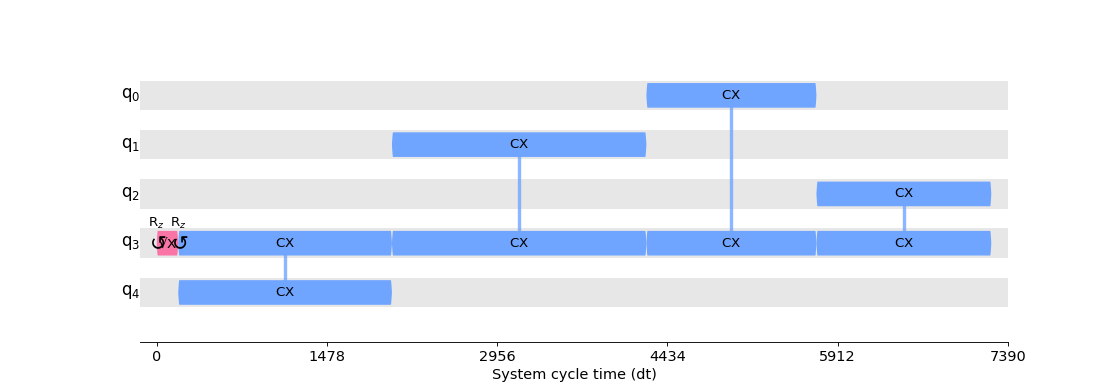 q0 CX
q1 CX
q2 CX
Rz Rz
q3 √X CX CX CX CX
q4 CX
0 1478 2956 4434 5912 7390
System cycle time (dt)